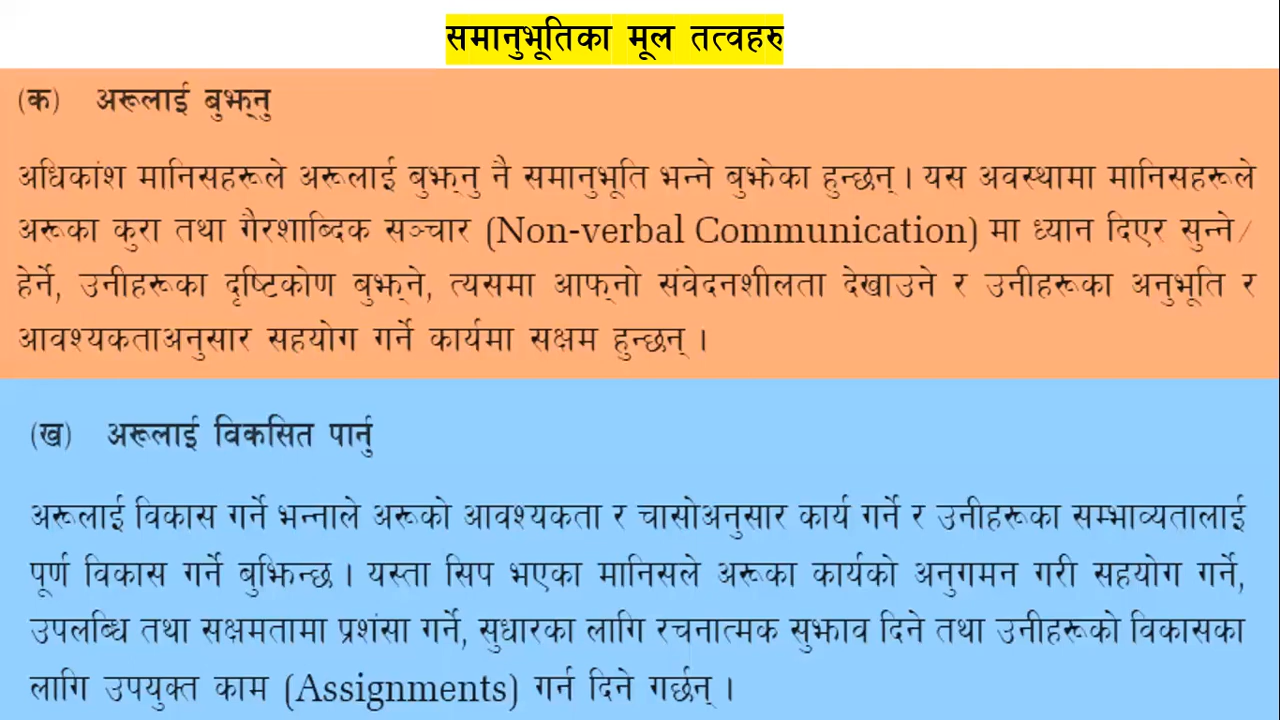 समानुभूतिका मूल तत्वहरु
(क) अरूलाई बुझ्नु
अधिकांश मानिसहरूले अरूलाई बुझ्नु नै समानुभूति भन्ने बुझेका हुन्छन् । यस अवस्थामा मानिसहरूले
अरूका कुरा तथा गैरशाब्दिक सञ्चार (Non-verbal Communication) मा ध्यान दिएर सुन्ने/
हेर्ने, उनीहरूका दृष्टिकोण बुझ्ने, त्यसमा आफ्नो संवेदनशीलता देखाउने र उनीहरूका अनुभूति र
आवश्यकताअनुसार सहयोग गर्ने कार्यमा सक्षम हुन्छन् ।
(ख) अरूलाई विकसित पार्नु
अरूलाई विकास गर्ने भन्नाले अरूको आवश्यकता र चासोअनुसार कार्य गर्ने र उनीहरूका सम्भाव्यतालाई
पूर्ण विकास गर्ने बुझिन्छ । यस्ता सिप भएका मानिसले अरूका कार्यको अनुगमन गरी सहयोग गर्ने,
उपलब्धि तथा सक्षमतामा प्रशंसा गर्ने, सुधारका लागि रचनात्मक सुझाव दिने तथा उनीहरूको विकासका
लागि उपयुक्त काम (Assignments) गर्न दिने गर्छन् ।